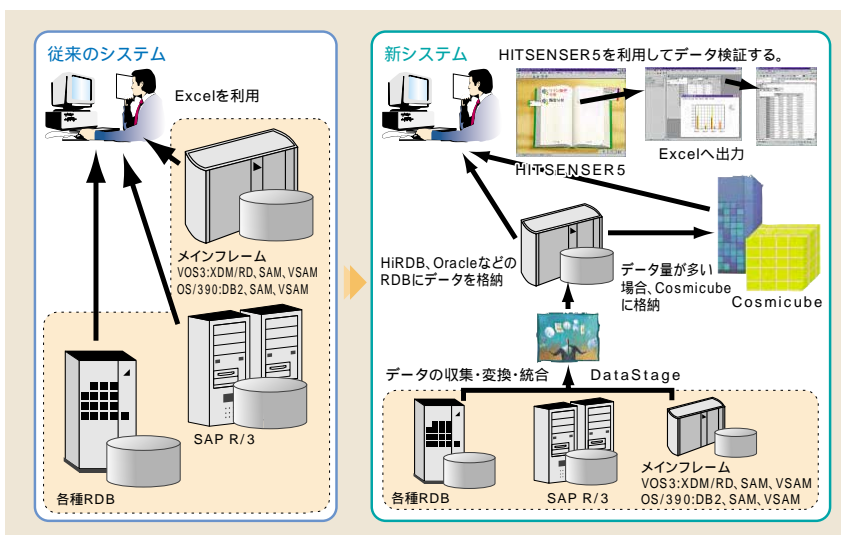 従来のシステム
Excelを利用
メインフレーム
VOS3:XDM/RD, SAM, VSAM
OS/390:DB2, SAM, VSAM
SAP R/3
各種RDB
新システム
HITSENSER5を利用してデータ検証する。
HITSENSER5
Excelへ出力
HiRDB、Oracleなどの
RDBにデータを格納
データ量が多い
場合、Cosmicube
に格納
Cosmicube
データの収集・変換・統合
DataStage
各種RDB
SAP R/3
メインフレーム
VOS3:XDM/RD、SAM、VSAM
OS/390:DB2、SAM、VSAM